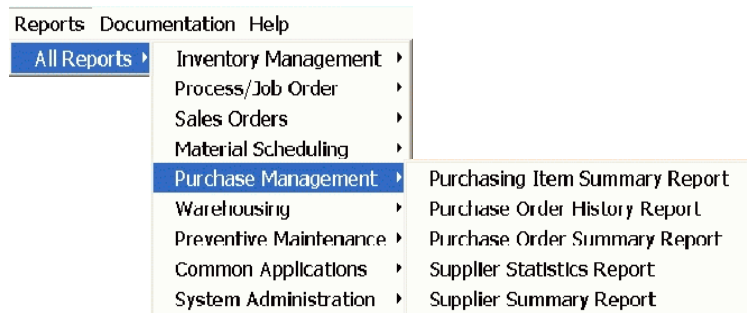 Reports Documentation Help
All Reports
Inventory Management
Process/Job Order
Sales Orders
Material Scheduling
Purchase Management
Warehousing
Preventive Maintenance
Common Applications
System Administration
Purchasing Item Summary Report
Purchase Order History Report
Purchase Order Summary Report
Supplier Statistics Report
Supplier Summary Report